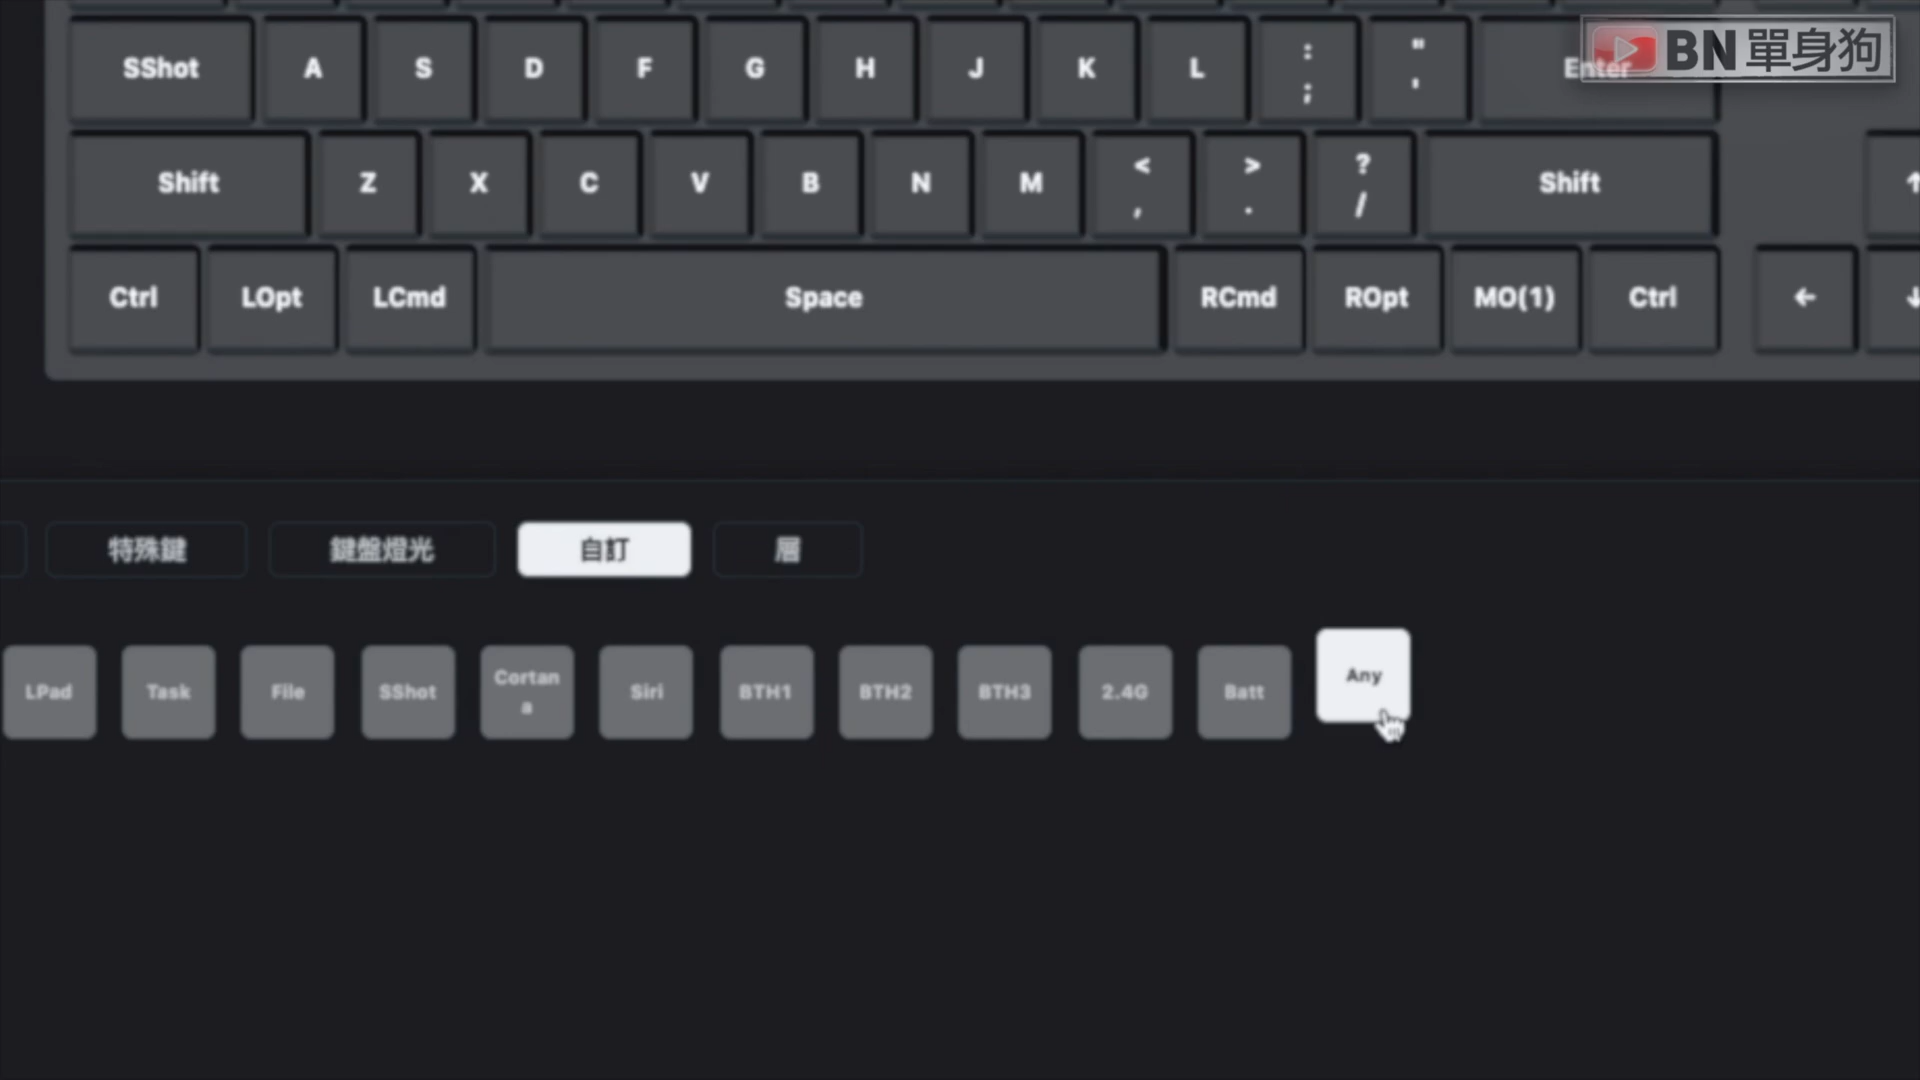 BN 單身狗
SShot A S D F G H J K L : ; " ' Enter
Shift Z X C V B N M < , > . ? / Shift ↑
Ctrl LOpt LCmd Space RCmd ROpt MO(1) Ctrl ← ↓
特殊鍵 鍵盤燈光 自訂 層
LPad Task File SShot Cortana Siri BTH1 BTH2 BTH3 2.4G Batt Any